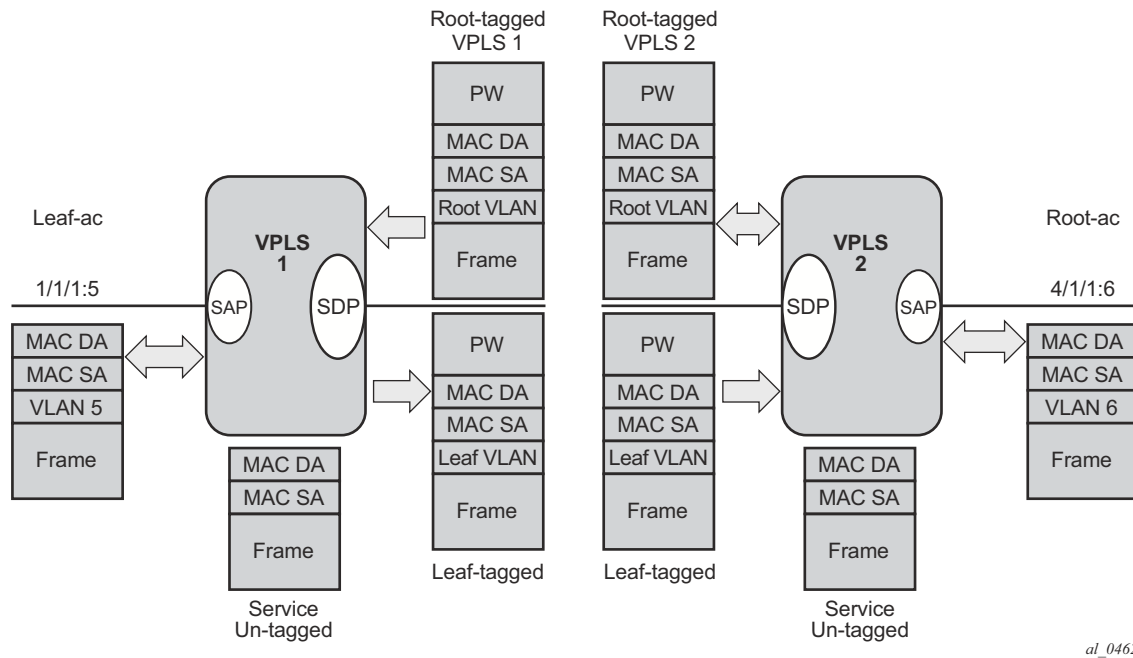 Root-tagged
VPLS 1
Root-tagged
VPLS 2
PW
MAC DA
MAC SA
Root VLAN
Frame
PW
MAC DA
MAC SA
Root VLAN
Frame
Leaf-ac
VPLS
1
VPLS
2
Root-ac
1/1/1:5
SAP
SDP
SDP
SAP
4/1/1:6
MAC DA
MAC SA
VLAN 5
Frame
PW
MAC DA
MAC SA
Leaf VLAN
Frame
Leaf-tagged
PW
MAC DA
MAC SA
Leaf VLAN
Frame
Leaf-tagged
MAC DA
MAC SA
VLAN 6
Frame
MAC DA
MAC SA
Frame
Service
Un-tagged
MAC DA
MAC SA
Frame
Service
Un-tagged
al_0462